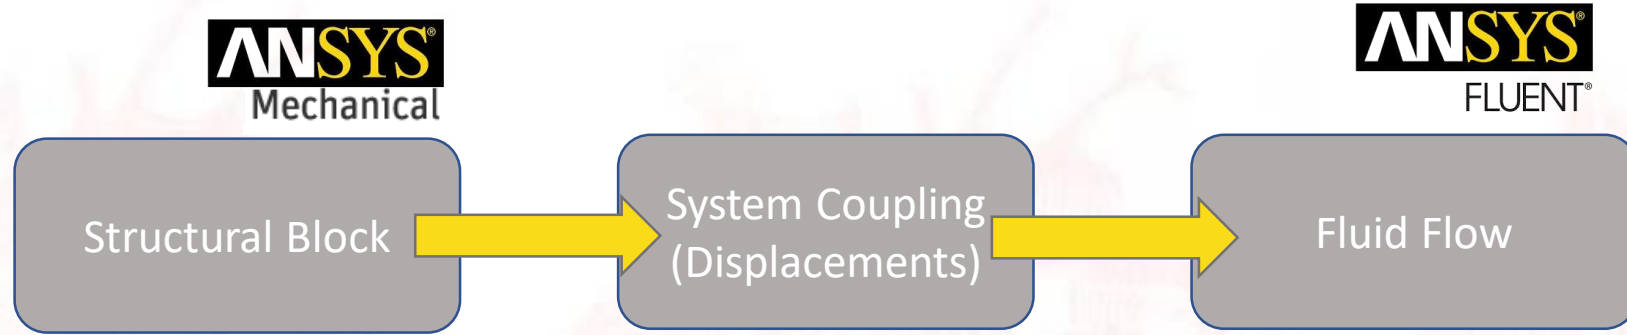 ANSYS®
Mechanical
ANSYS®
FLUENT®
Structural Block
System Coupling
(Displacements)
Fluid Flow